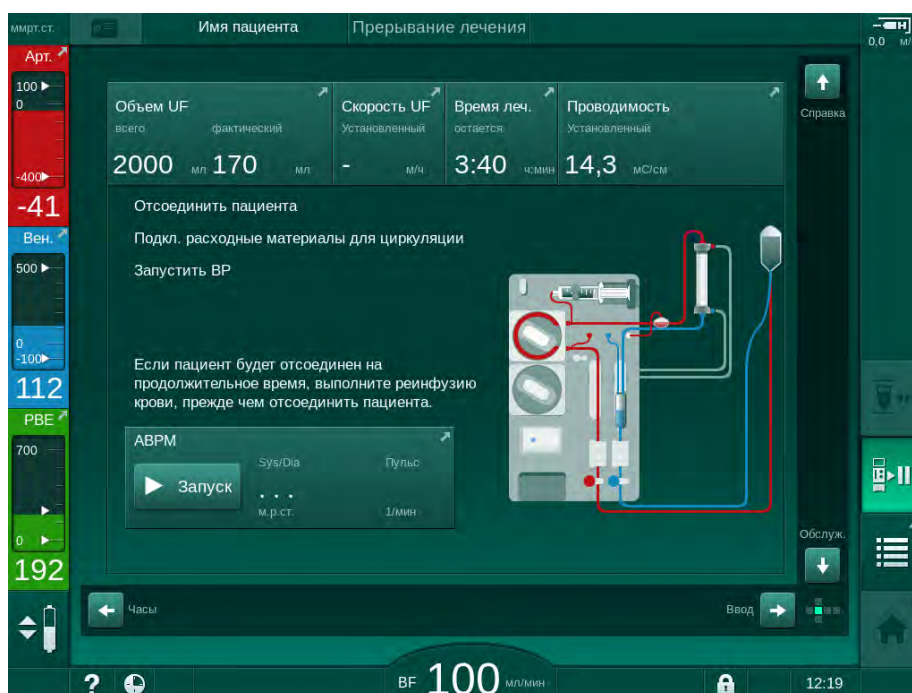 ммрт.ст.
Имя пациента
Прерывание лечения
0,0 м/
Арт.
100
0
-400
-41
Вен.
500
0
-100
112
PBE
700
0
192
Объем UF
всего фактический
2000 мл 170 мл
Скорость UF
Установленный
- м/ч
Время леч.
остается
3:40 ч:мин
Проводимость
Установленный
14,3 мС/см
Справка
Отсоединить пациента
Подкл. расходные материалы для циркуляции
Запустить BP
Если пациент будет отсоединен на
продолжительное время, выполните реинфузию
крови, прежде чем отсоединить пациента.
ABPM
Запуск
Sys/Dia
. . .
м.р.ст.
Пульс
1/мин
Обслуж.
Часы
Ввод
?
BF 100 мл/мин
12:19